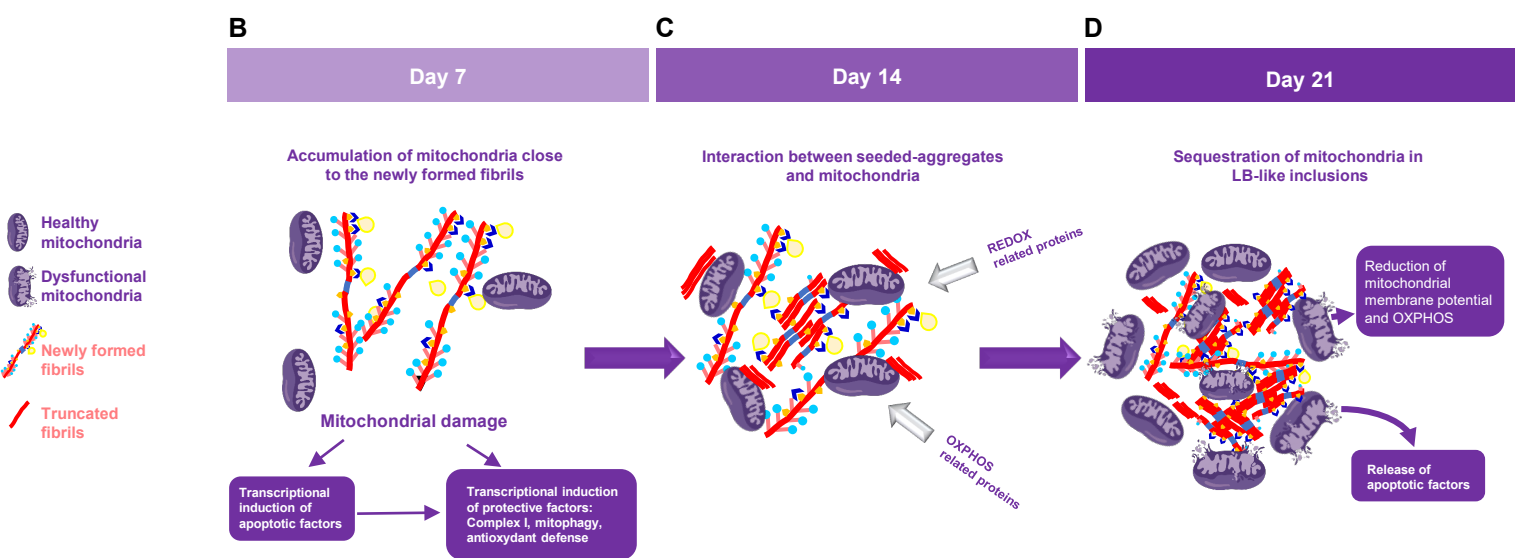 B
C
D
Day 7
Day 14
Day 21
Accumulation of mitochondria close
to the newly formed fibrils
Interaction between seeded-aggregates
and mitochondria
Sequestration of mitochondria in
LB-like inclusions
Healthy
mitochondria
Dysfunctional
mitochondria
Newly formed
fibrils
Truncated
fibrils
Mitochondrial damage
Transcriptional
induction of
apoptotic factors
Transcriptional induction
of protective factors:
Complex I, mitophagy,
antioxydant defense
REDOX
related proteins
OXPHOS
related proteins
Reduction of
mitochondrial
membrane potential
and OXPHOS
Release of
apoptotic factors